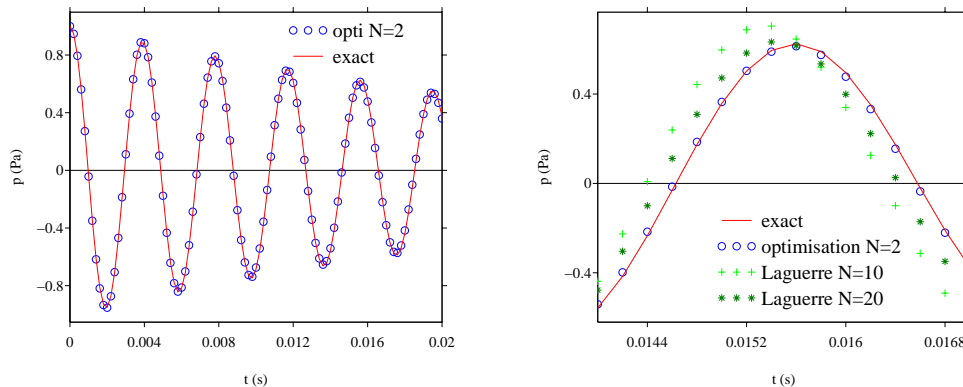 opti N=2
exact
0.8
0.4
0
−0.4
−0.8
p (Pa)
0
0.004
0.008
0.012
0.016
0.02
t (s)
0.4
0
−0.4
p (Pa)
exact
optimisation N=2
Laguerre N=10
Laguerre N=20
0.0144
0.0152
0.016
0.0168
t (s)